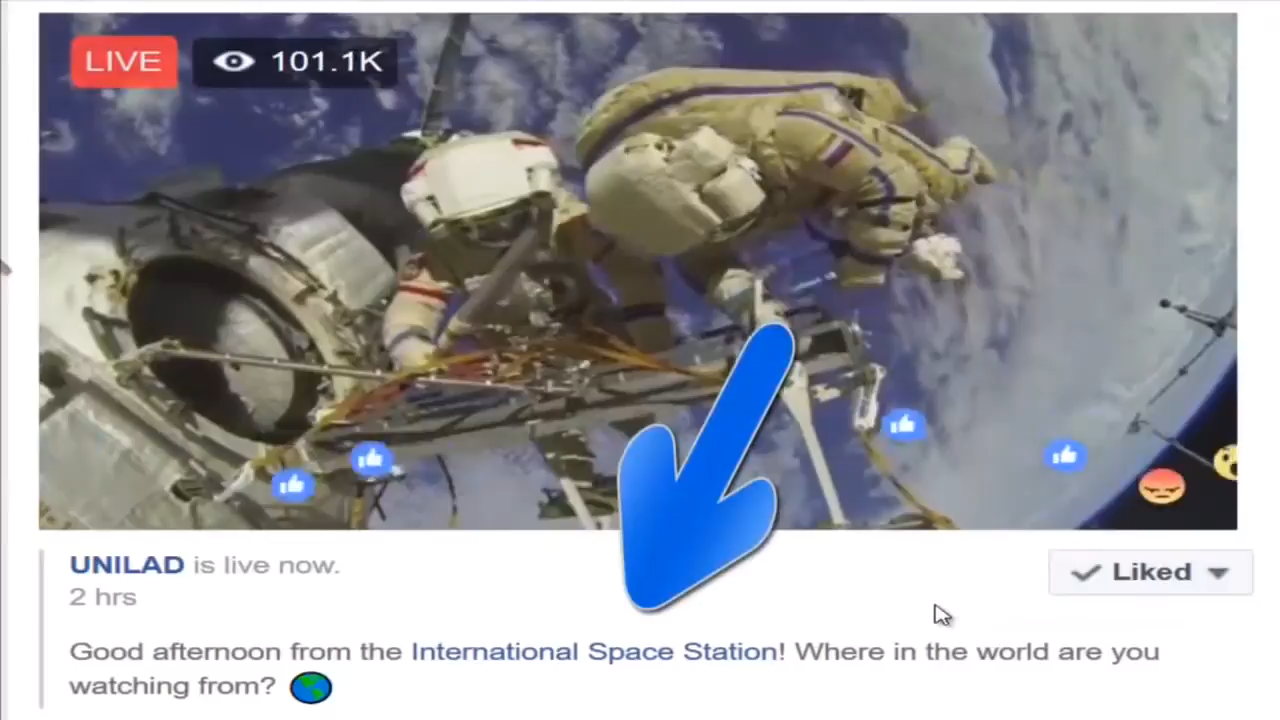 LIVE 101.1K
UNILAD is live now.
2 hrs
Liked
Good afternoon from the International Space Station! Where in the world are you
watching from?